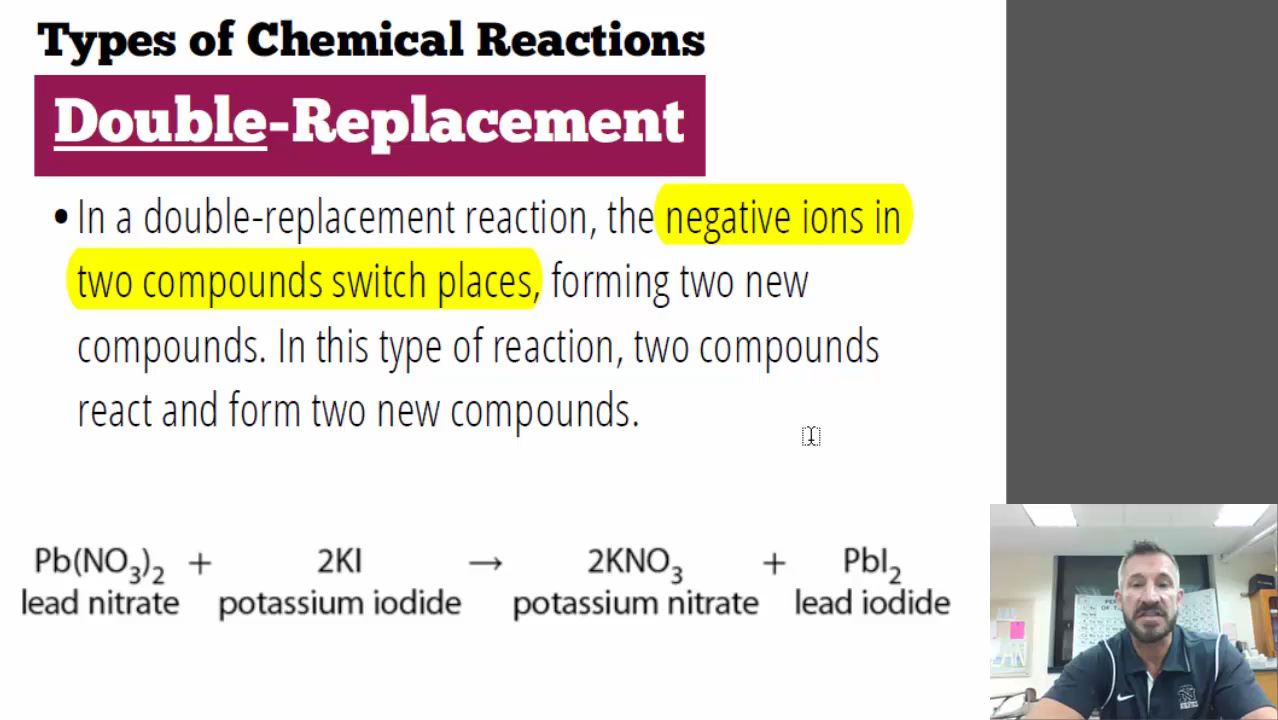 Types of Chemical Reactions
Double-Replacement
• In a double-replacement reaction, the negative ions in
two compounds switch places, forming two new
compounds. In this type of reaction, two compounds
react and form two new compounds.
Pb(NO₃)₂ + 2KI → 2KNO₃ + PbI₂
lead nitrate potassium iodide potassium nitrate lead iodide